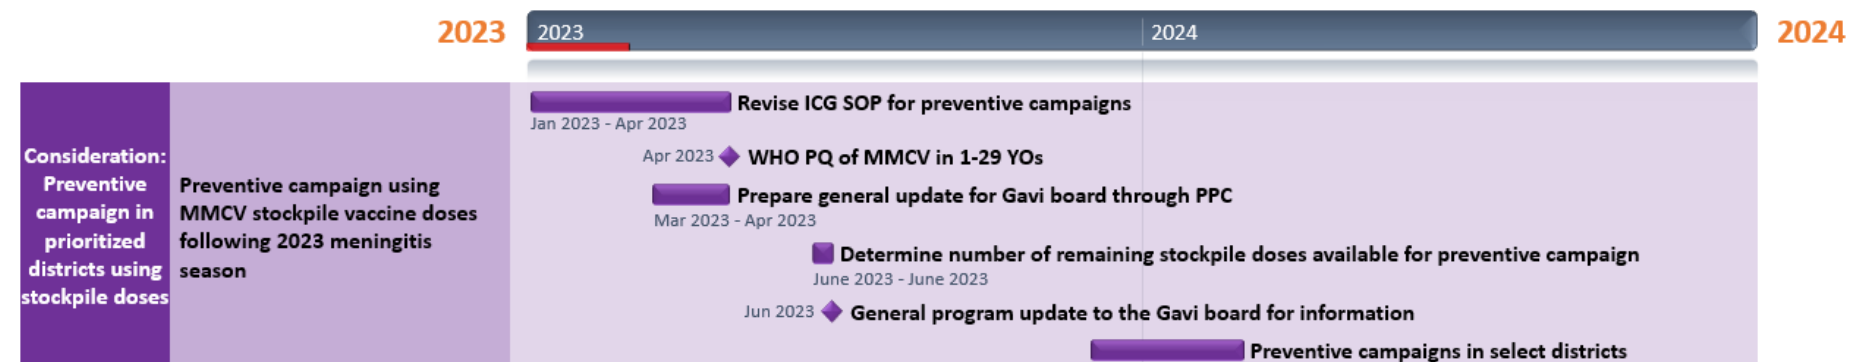 2023
2023
2024
2024
Consideration:
Preventive
campaign in
prioritized
districts using
stockpile doses
Preventive campaign using
MMCV stockpile vaccine doses
following 2023 meningitis
season
Revise ICG SOP for preventive campaigns
Jan 2023 - Apr 2023
Apr 2023 WHO PQ of MMCV in 1-29 YOs
Prepare general update for Gavi board through PPC
Mar 2023 - Apr 2023
Determine number of remaining stockpile doses available for preventive campaign
June 2023 - June 2023
Jun 2023 General program update to the Gavi board for information
Preventive campaigns in select districts